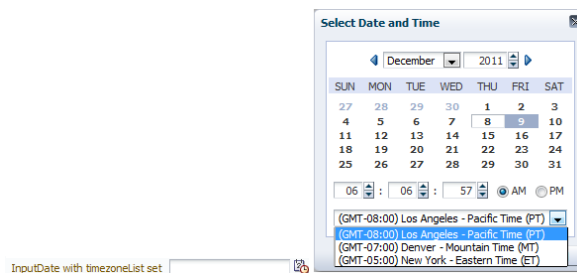 Select Date and Time
December 2011
SUN MON TUE WED THU FRI SAT
27 28 29 30 1 2 3
4 5 6 7 8 9 10
11 12 13 14 15 16 17
18 19 20 21 22 23 24
25 26 27 28 29 30 31
06 : 06 : 57 AM PM
(GMT-08:00) Los Angeles - Pacific Time (PT)
(GMT-08:00) Los Angeles - Pacific Time (PT)
(GMT-07:00) Denver - Mountain Time (MT)
(GMT-05:00) New York - Eastern Time (ET)
InputDate with timezoneList set